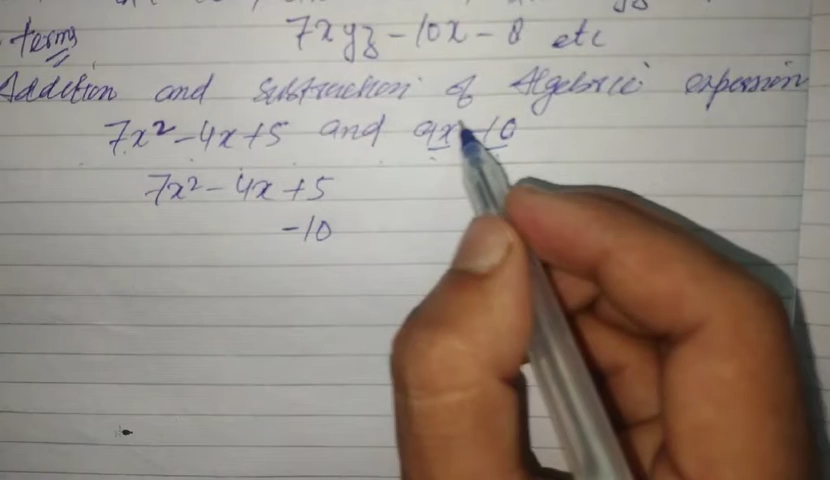 terms 7xyz - 10x - 8 etc
Addition and Subtraction of Algebric expression
7x² - 4x + 5 and 9x - 10
7x² - 4x + 5
- 10